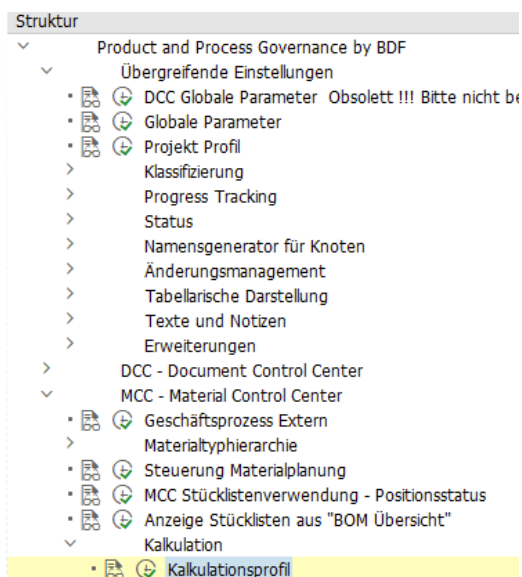 Struktur
Product and Process Governance by BDF
Übergreifende Einstellungen
DCC Globale Parameter Obsolett !!! Bitte nicht be
Globale Parameter
Projekt Profil
Klassifizierung
Progress Tracking
Status
Namensgenerator für Knoten
Änderungsmanagement
Tabellarische Darstellung
Texte und Notizen
Erweiterungen
DCC - Document Control Center
MCC - Material Control Center
Geschäftsprozess Extern
Materialtyphierarchie
Steuerung Materialplanung
MCC Stücklistenverwendung - Positionsstatus
Anzeige Stücklisten aus "BOM Übersicht"
Kalkulation
Kalkulationsprofil